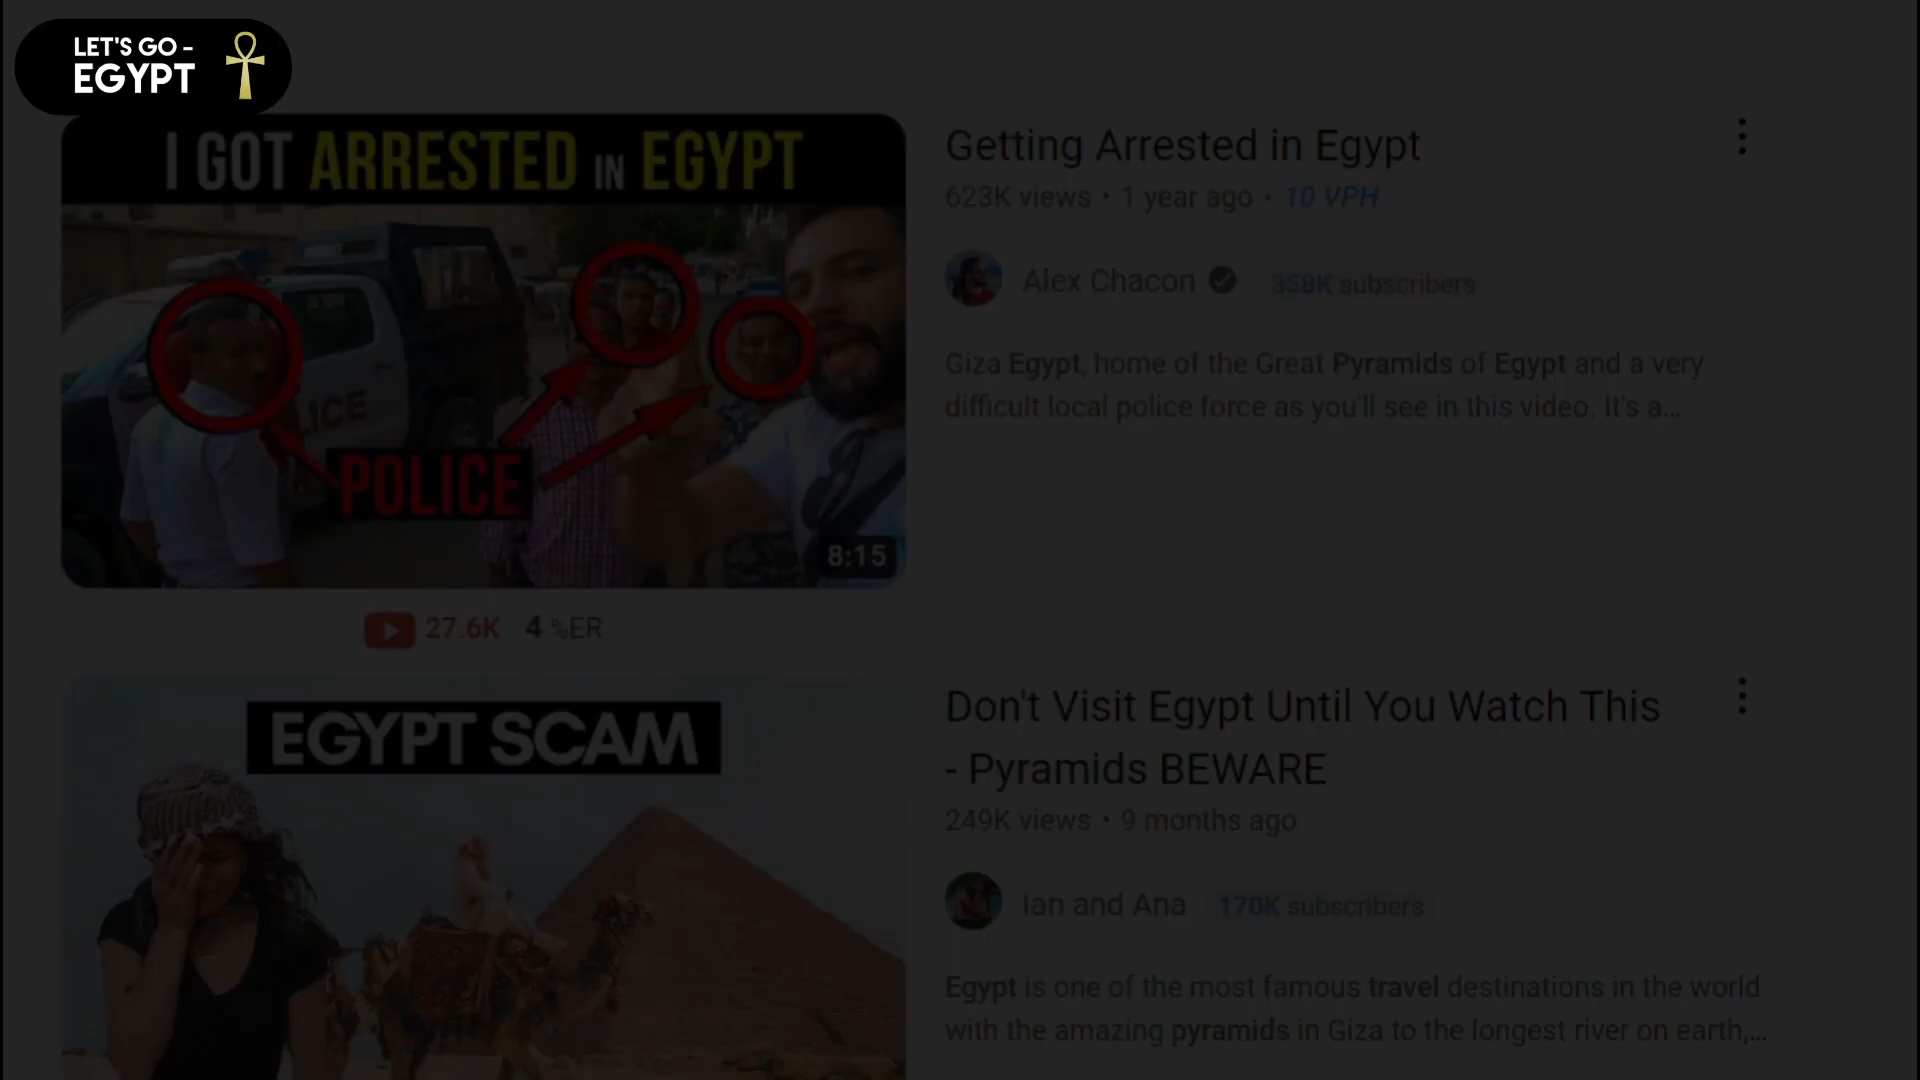 LET'S GO -
EGYPT
I GOT ARRESTED IN EGYPT
LICE
POLICE
8:15
27.6K 4 %ER
Getting Arrested in Egypt
623K views • 1 year ago • 10 VPH
Alex Chacon 358K subscribers
Giza Egypt, home of the Great Pyramids of Egypt and a very
difficult local police force as you'll see in this video. It's a...
EGYPT SCAM
Don't Visit Egypt Until You Watch This
- Pyramids BEWARE
249K views • 9 months ago
Ian and Ana 170K subscribers
Egypt is one of the most famous travel destinations in the world
with the amazing pyramids in Giza to the longest river on earth,...